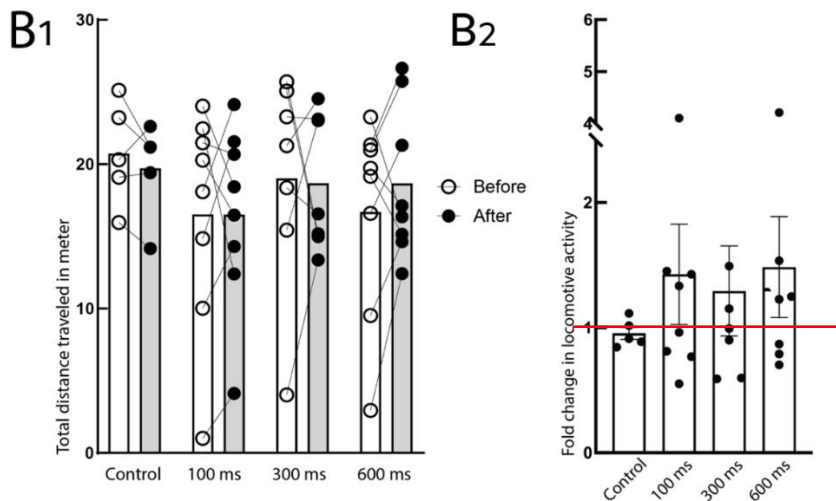 B1
Total distance traveled in meter
30
20
10
0
Control
100 ms
300 ms
600 ms
Before
After
B2
Fold change in locomotive activity
6
5
4
2
1
0
Control
100 ms
300 ms
600 ms